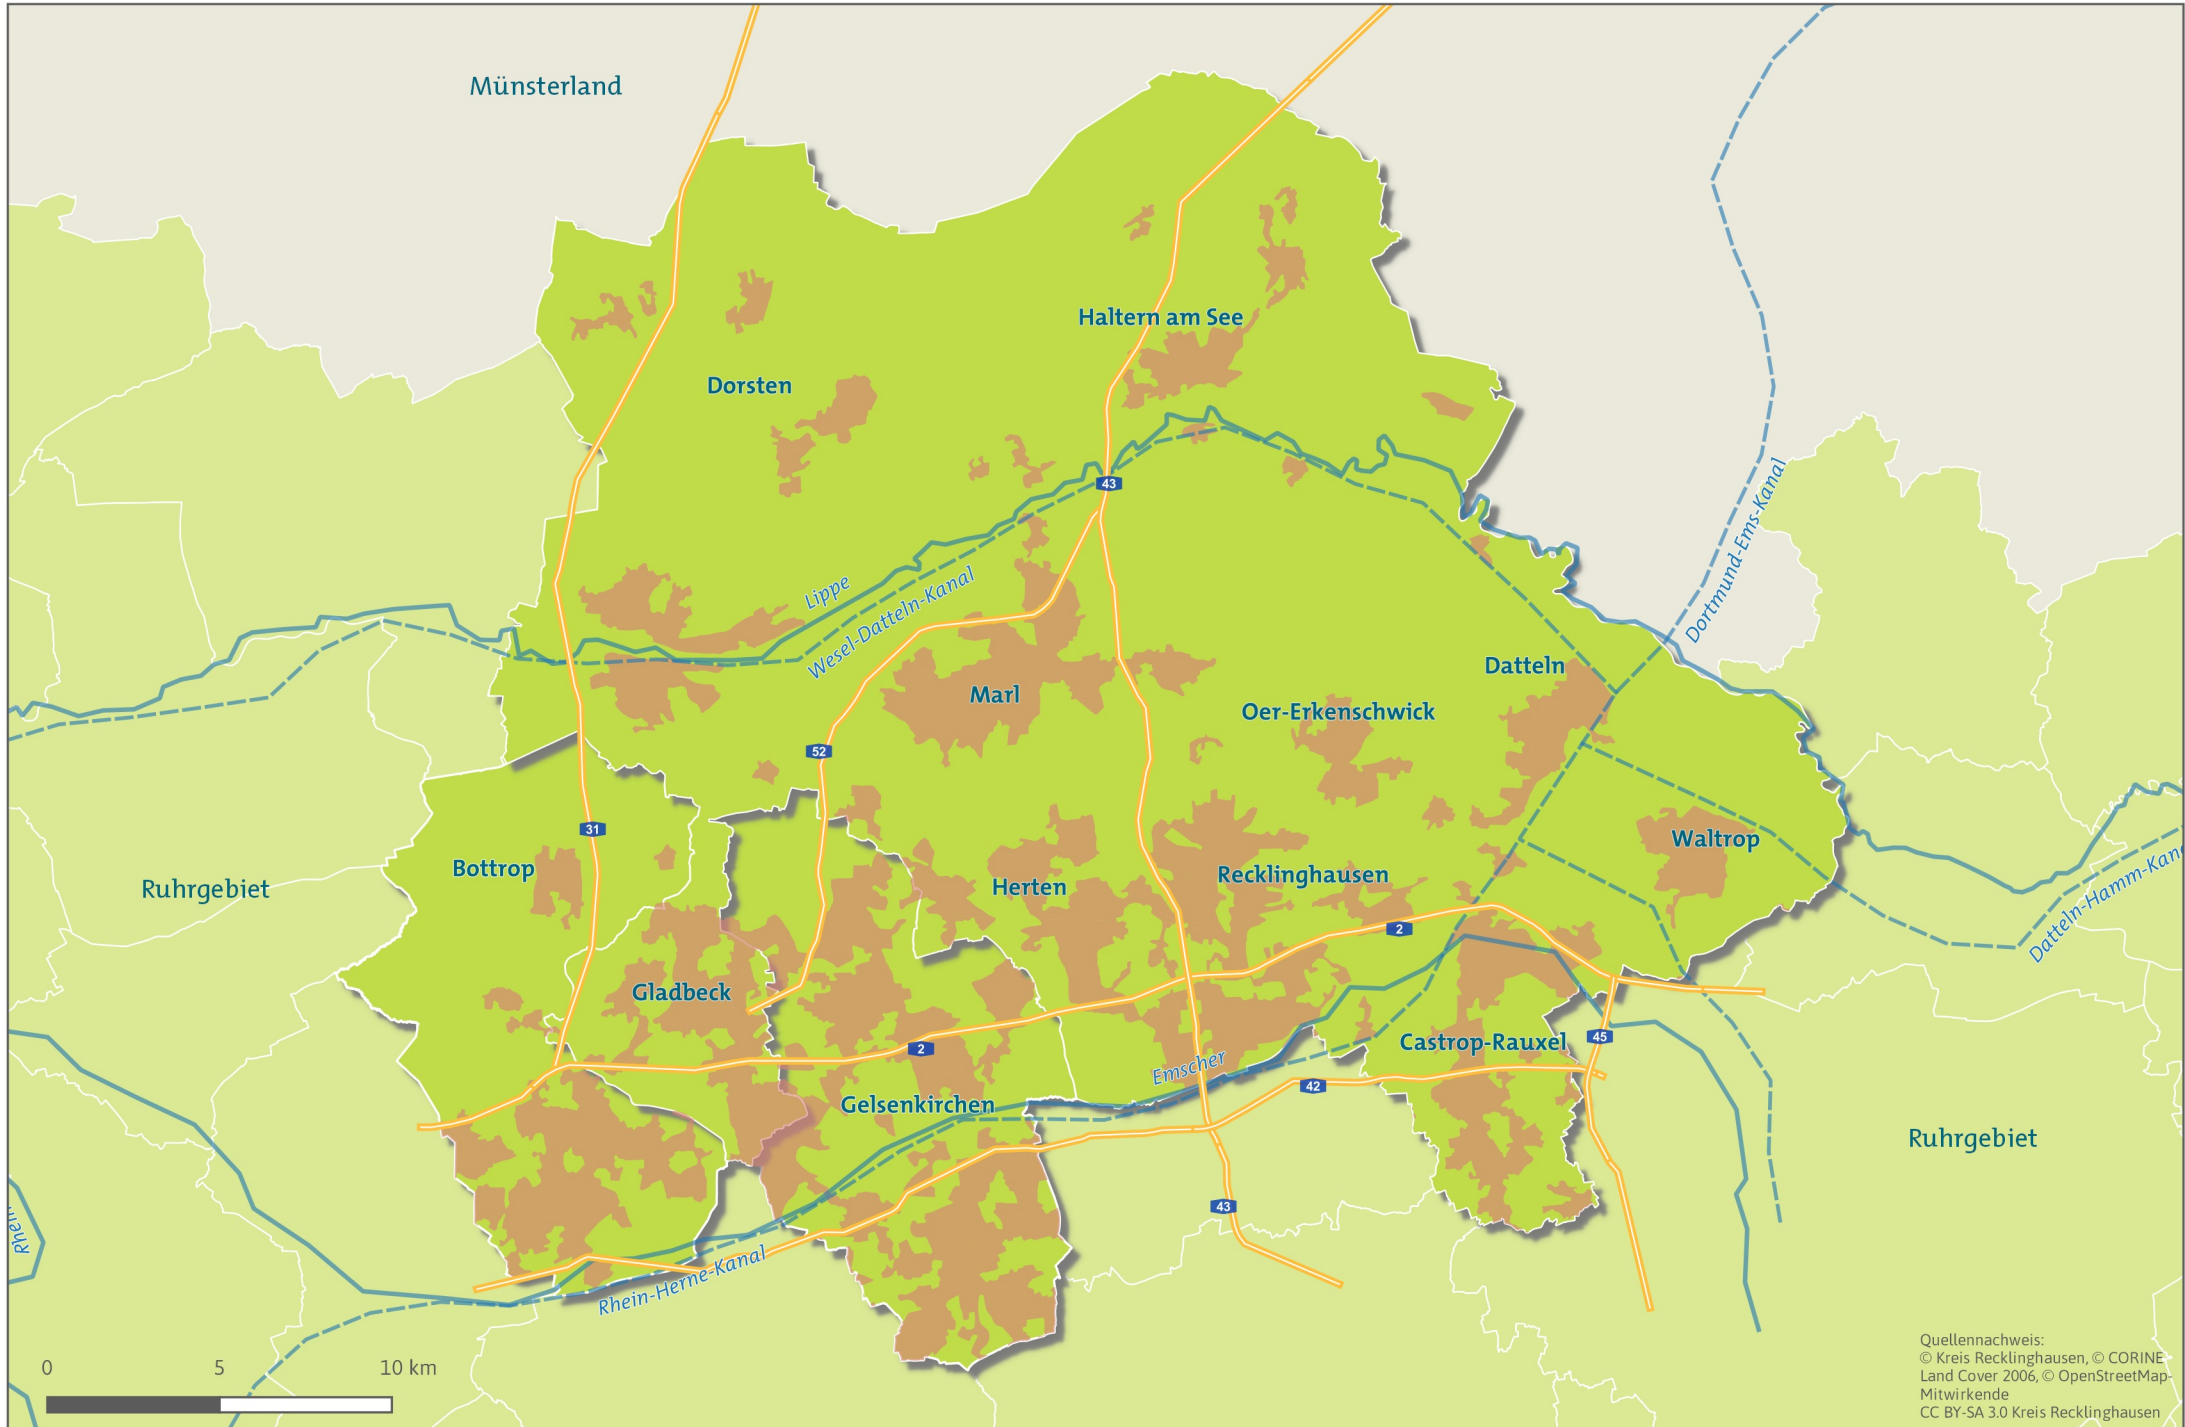 Münsterland
Haltern am See
Dorsten
43
Dortmund-Ems-Kanal
Lippe
Wesel-Datteln-Kanal
Datteln
Marl
Oer-Erkenschwick
52
31
Waltrop
Bottrop
Recklinghausen
Herten
Ruhrgebiet
2
Datteln-Hamm-Kana
Gladbeck
Castrop-Rauxel
45
2
Emscher
42
Gelsenkirchen
Ruhrgebiet
43
Rhein
Rhein-Herne-Kanal
0 5 10 km
Quellennachweis:
© Kreis Recklinghausen, © CORINE
Land Cover 2006, © OpenStreetMap-
Mitwirkende
CC BY-SA 3.0 Kreis Recklinghausen